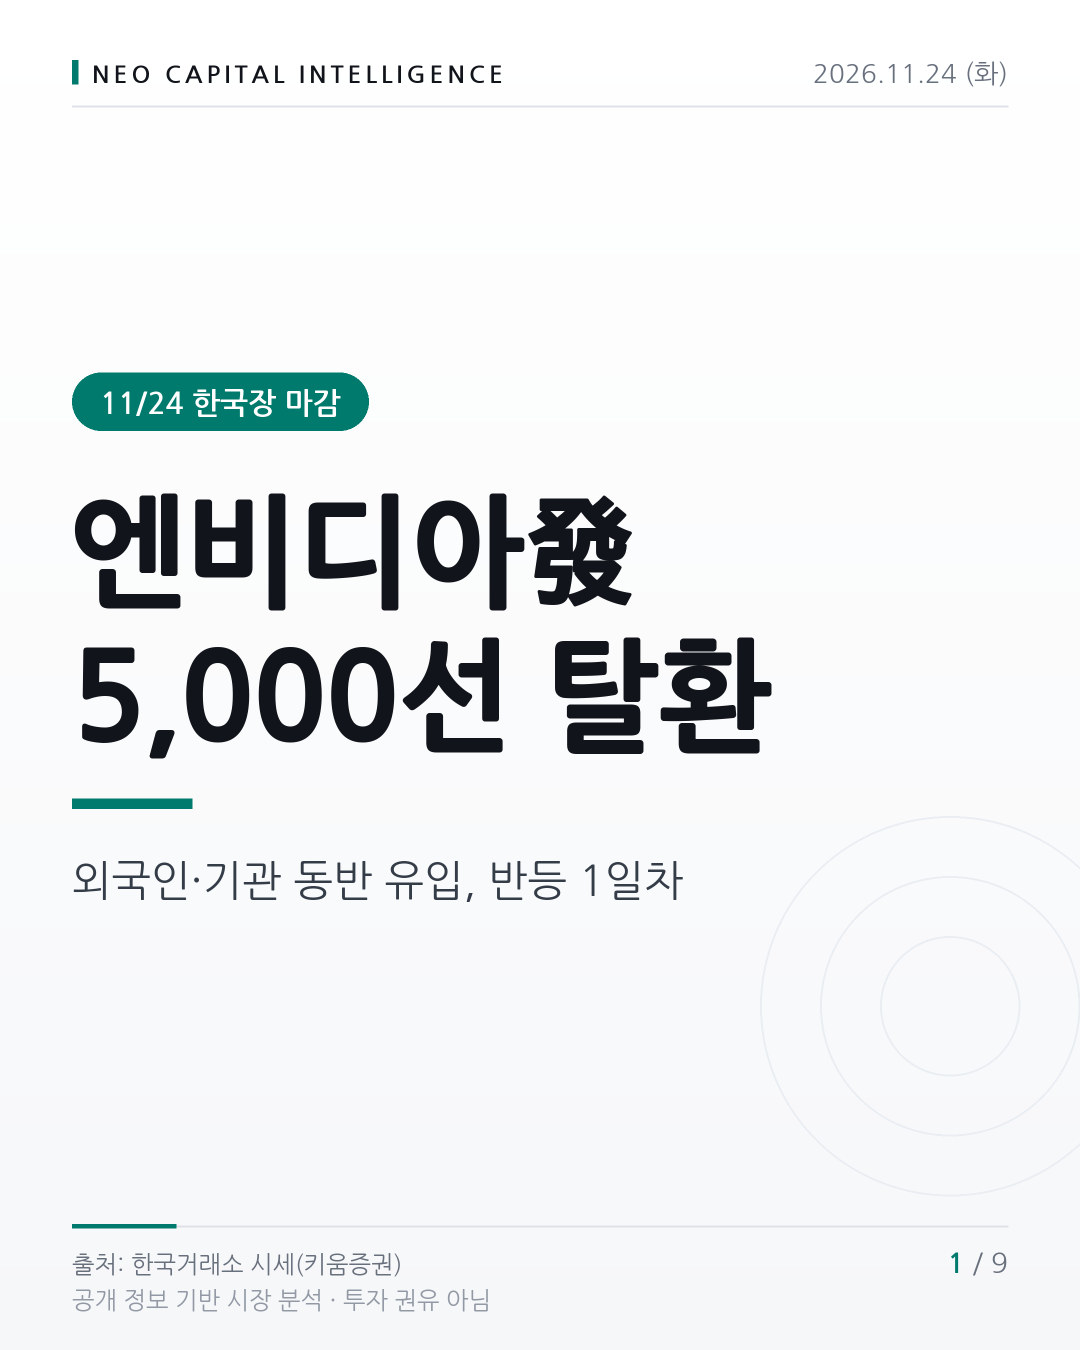 NEO CAPITAL INTELLIGENCE
2026.11.24 (화)
11/24 한국장 마감
엔비디아發
5,000선 탈환
외국인·기관 동반 유입, 반등 1일차
출처: 한국거래소 시세(키움증권)
1 / 9
공개 정보 기반 시장 분석 · 투자 권유 아님